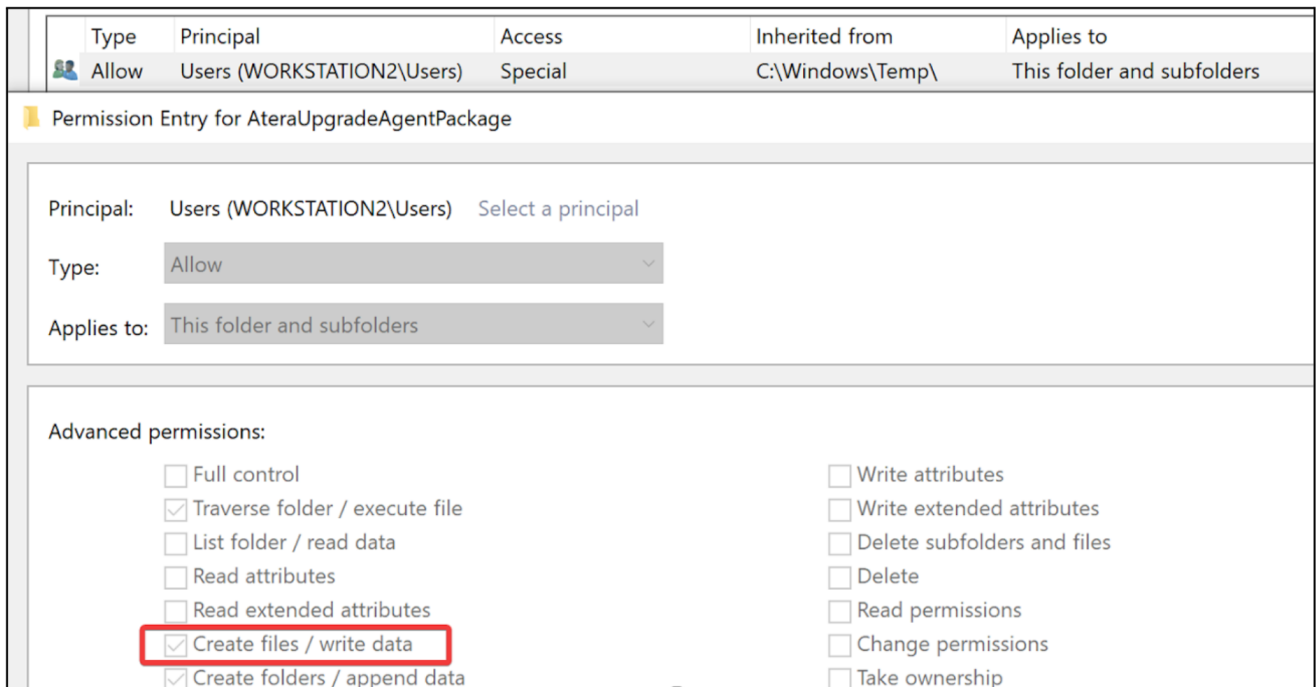 Type Principal Access Inherited from Applies to
Allow Users (WORKSTATION2\Users) Special C:\Windows\Temp\ This folder and subfolders
Permission Entry for AteraUpgradeAgentPackage
Principal: Users (WORKSTATION2\Users) Select a principal
Type: Allow
Applies to: This folder and subfolders
Advanced permissions:
Full control Write attributes
Traverse folder / execute file Write extended attributes
List folder / read data Delete subfolders and files
Read attributes Delete
Read extended attributes Read permissions
Create files / write data Change permissions
Create folders / append data Take ownership